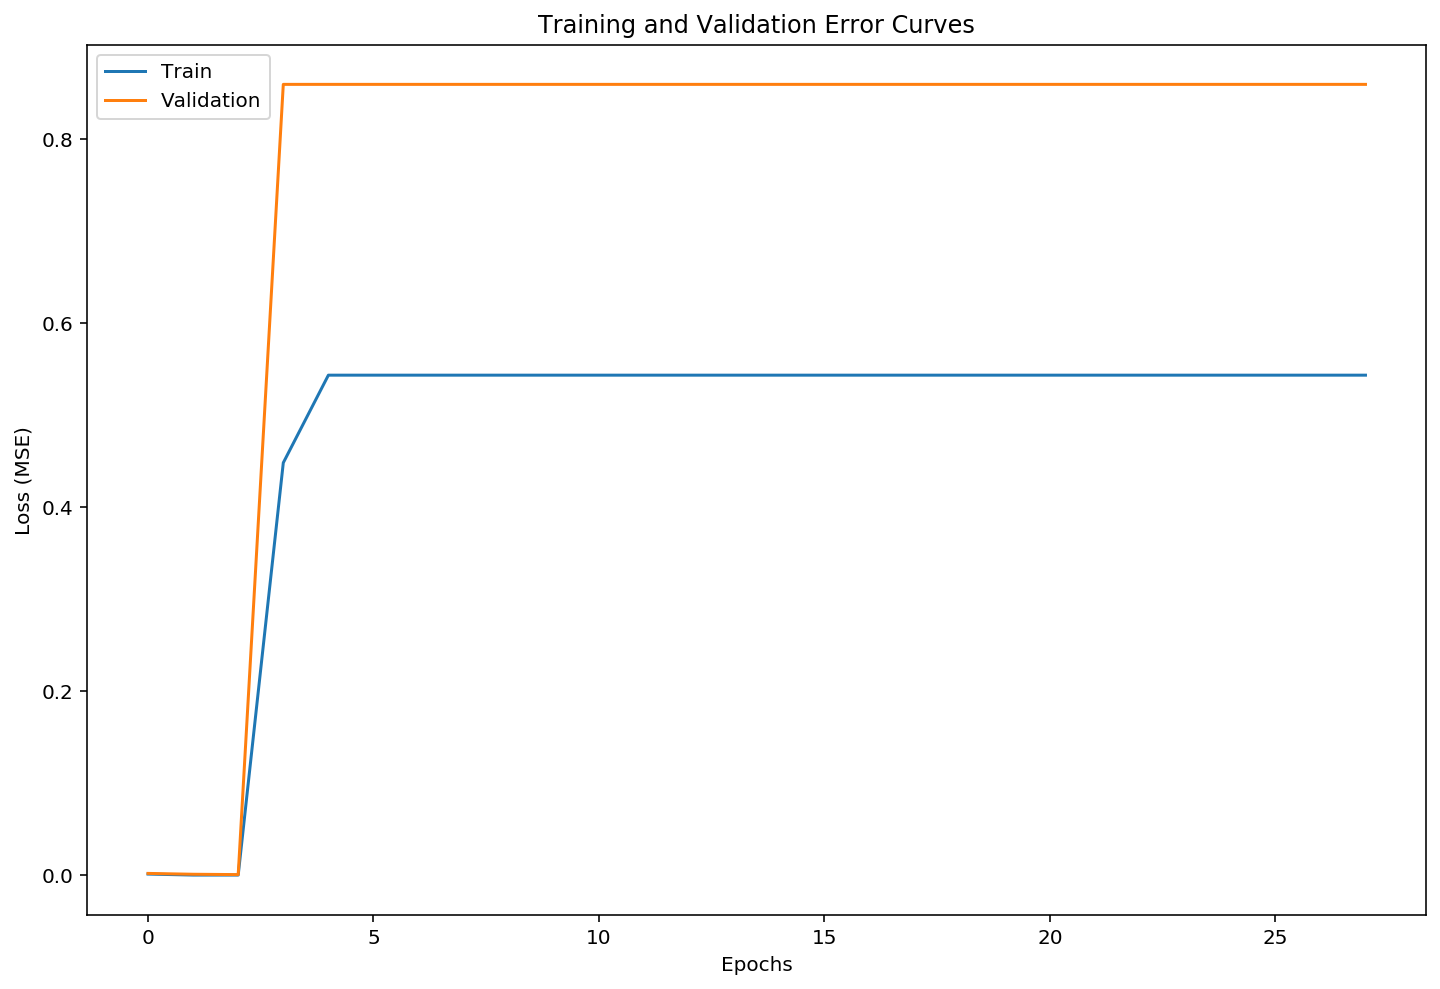 Training and Validation Error Curves
Train
Validation
0.8
0.6
0.4
0.2
0.0
Loss (MSE)
0 5 10 15 20 25
Epochs